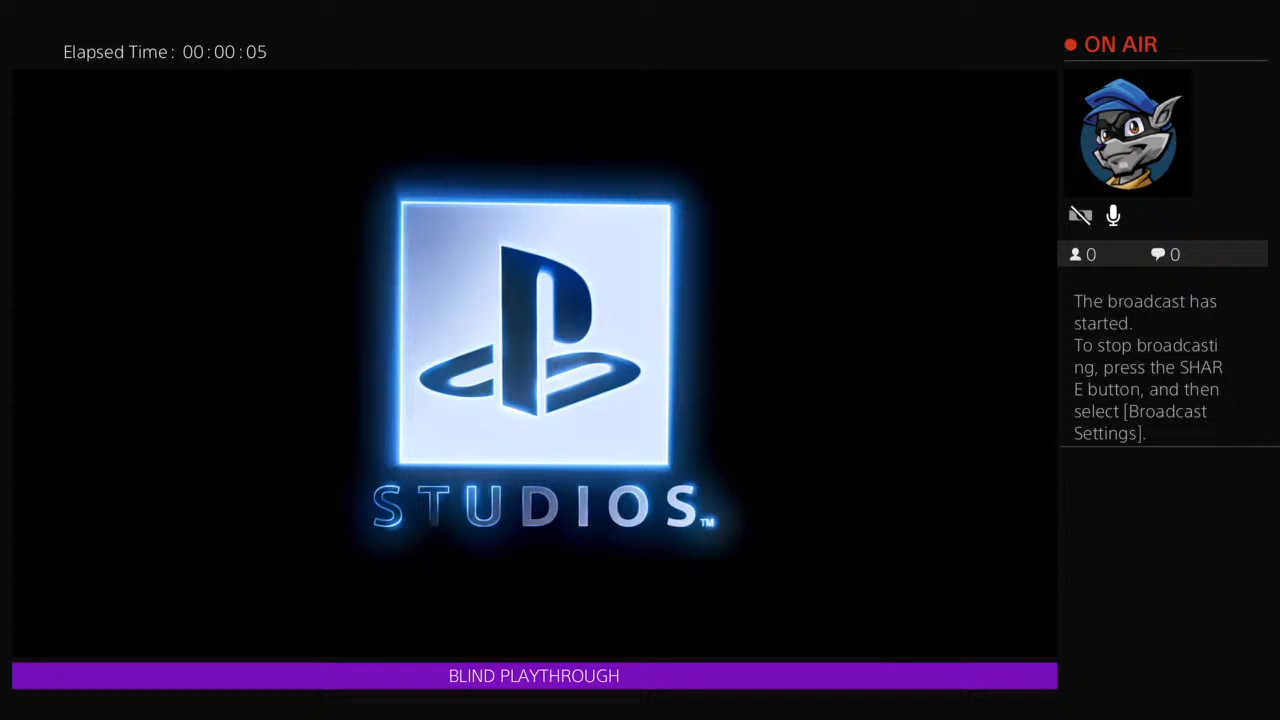 Elapsed Time: 00:00:05
ON AIR
0
0
The broadcast has
started.
To stop broadcasti
ng, press the SHAR
E button, and then
select [Broadcast
Settings].
STUDIOS™
BLIND PLAYTHROUGH